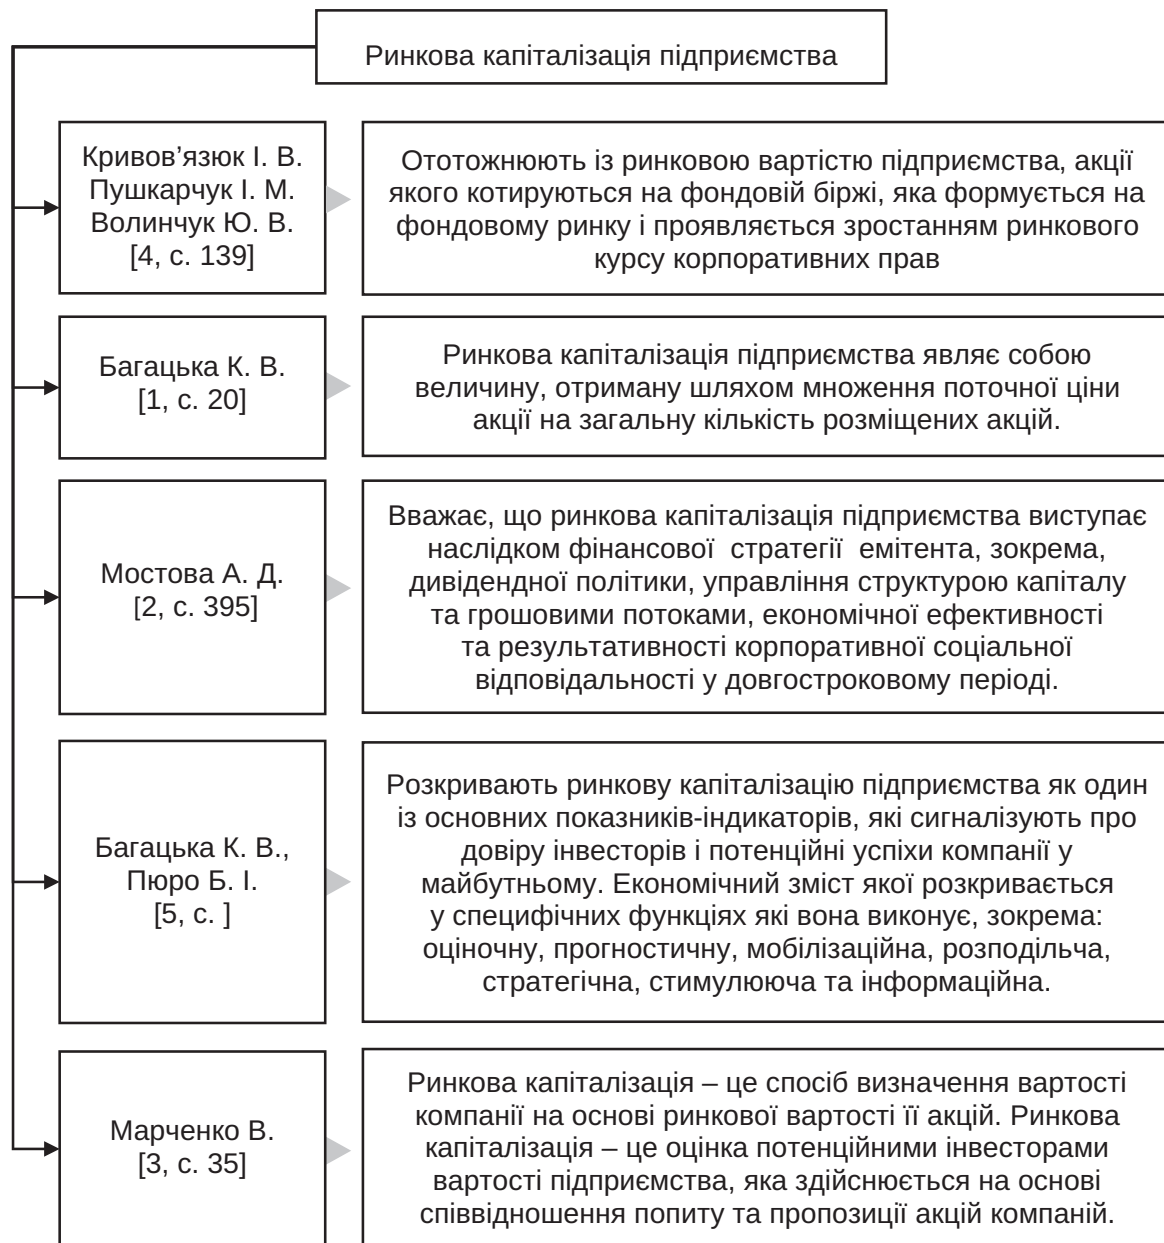 Ринкова капіталізація підприємства
Кривов’язюк І. В.
Пушкарчук І. М.
Волинчук Ю. В.
[4, с. 139]
Ототожнюють із ринковою вартістю підприємства, акції
якого котируються на фондовій біржі, яка формується на
фондовому ринку і проявляється зростанням ринкового
курсу корпоративних прав
Багацька К. В.
[1, с. 20]
Ринкова капіталізація підприємства являє собою
величину, отриману шляхом множення поточної ціни
акції на загальну кількість розміщених акцій.
Мостова А. Д.
[2, с. 395]
Вважає, що ринкова капіталізація підприємства виступає
наслідком фінансової стратегії емітента, зокрема,
дивідендної політики, управління структурою капіталу
та грошовими потоками, економічної ефективності
та результативності корпоративної соціальної
відповідальності у довгостроковому періоді.
Багацька К. В.,
Пюро Б. І.
[5, с. ]
Розкривають ринкову капіталізацію підприємства як один
із основних показників-індикаторів, які сигналізують про
довіру інвесторів і потенційні успіхи компанії у
майбутньому. Економічний зміст якої розкривається
у специфічних функціях які вона виконує, зокрема:
оціночну, прогностичну, мобілізаційна, розподільча,
стратегічна, стимулююча та інформаційна.
Марченко В.
[3, с. 35]
Ринкова капіталізація – це спосіб визначення вартості
компанії на основі ринкової вартості її акцій. Ринкова
капіталізація – це оцінка потенційними інвесторами
вартості підприємства, яка здійснюється на основі
співвідношення попиту та пропозиції акцій компаній.